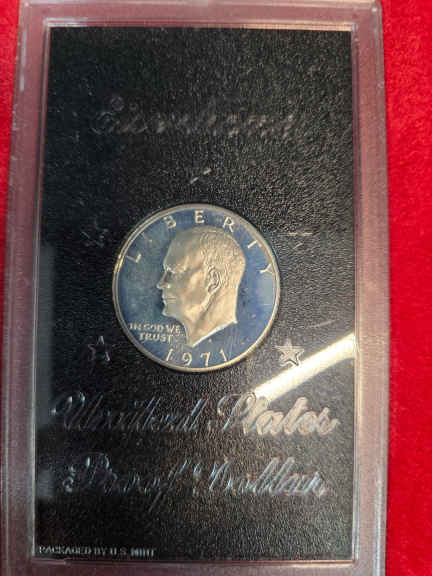 Eisenhower
LIBERTY
IN GOD WE
TRUST
1971
United States
Proof Dollar
PACKAGED BY U.S. MINT